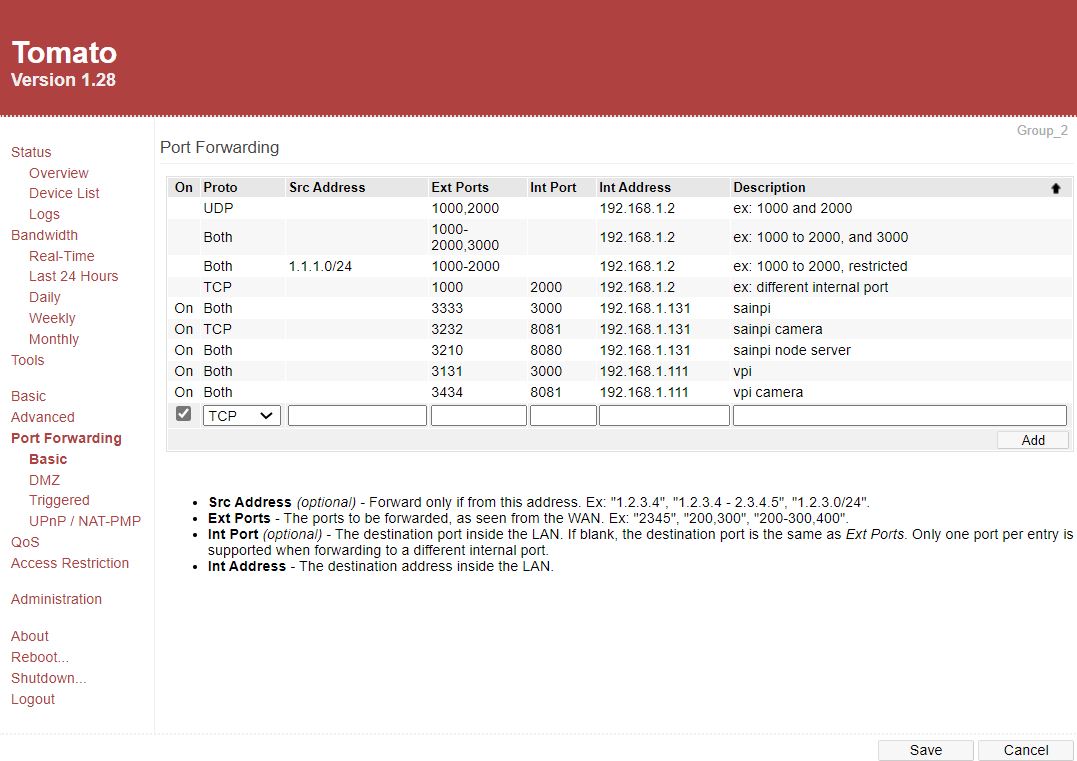 Tomato
Version 1.28
Group_2
Status
Overview
Device List
Logs
Bandwidth
Real-Time
Last 24 Hours
Daily
Weekly
Monthly
Tools
Basic
Advanced
Port Forwarding
Basic
DMZ
Triggered
UPnP / NAT-PMP
QoS
Access Restriction
Administration
About
Reboot...
Shutdown...
Logout
Port Forwarding
On Proto Src Address Ext Ports Int Port Int Address Description
UDP 1000,2000 192.168.1.2 ex: 1000 and 2000
Both 1000-2000,3000 192.168.1.2 ex: 1000 to 2000, and 3000
Both 1.1.1.0/24 1000-2000 192.168.1.2 ex: 1000 to 2000, restricted
TCP 1000 2000 192.168.1.2 ex: different internal port
On Both 3333 3000 192.168.1.131 sainpi
On TCP 3232 8081 192.168.1.131 sainpi camera
On Both 3210 8080 192.168.1.131 sainpi node server
On Both 3131 3000 192.168.1.111 vpi
On Both 3434 8081 192.168.1.111 vpi camera
TCP
Add
• Src Address (optional) - Forward only if from this address. Ex: "1.2.3.4", "1.2.3.4 - 2.3.4.5", "1.2.3.0/24".
• Ext Ports - The ports to be forwarded, as seen from the WAN. Ex: "2345", "200,300", "200-300,400".
• Int Port (optional) - The destination port inside the LAN. If blank, the destination port is the same as Ext Ports. Only one port per entry is
supported when forwarding to a different internal port.
• Int Address - The destination address inside the LAN.
Save Cancel